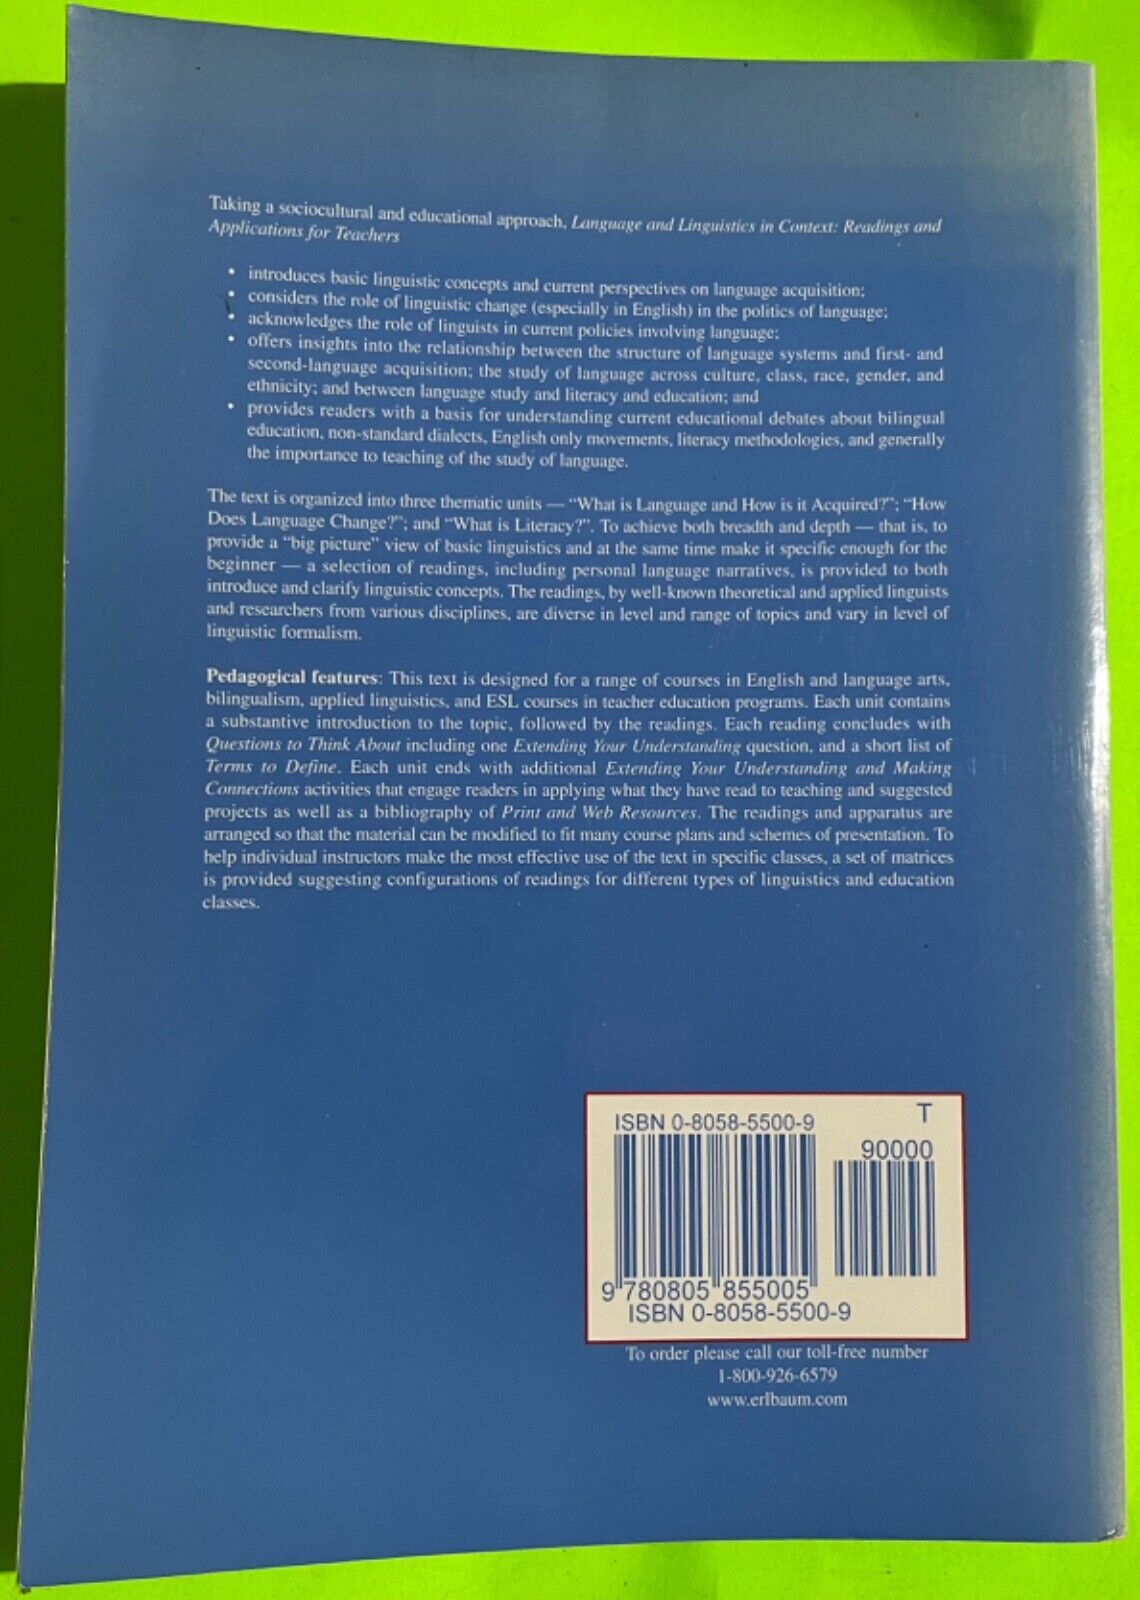 Taking a sociocultural and educational approach, Language and Linguistics in Context: Readings and
Applications for Teachers
• introduces basic linguistic concepts and current perspectives on language acquisition;
• considers the role of linguistic change (especially in English) in the politics of language;
• acknowledges the role of linguists in current policies involving language;
• offers insights into the relationship between the structure of language systems and first- and
second-language acquisition; the study of language across culture, class, race, gender, and
ethnicity; and between language study and literacy and education; and
• provides readers with a basis for understanding current educational debates about bilingual
education, non-standard dialects, English only movements, literacy methodologies, and generally
the importance to teaching of the study of language.
The text is organized into three thematic units — “What is Language and How is it Acquired?”; “How
Does Language Change?”; and “What is Literacy?”. To achieve both breadth and depth — that is, to
provide a “big picture” view of basic linguistics and at the same time make it specific enough for the
beginner — a selection of readings, including personal language narratives, is provided to both
introduce and clarify linguistic concepts. The readings, by well-known theoretical and applied linguists
and researchers from various disciplines, are diverse in level and range of topics and vary in level of
linguistic formalism.
Pedagogical features: This text is designed for a range of courses in English and language arts,
bilingualism, applied linguistics, and ESL courses in teacher education programs. Each unit contains
a substantive introduction to the topic, followed by the readings. Each reading concludes with
Questions to Think About including one Extending Your Understanding question, and a short list of
Terms to Define. Each unit ends with additional Extending Your Understanding and Making
Connections activities that engage readers in applying what they have read to teaching and suggested
projects as well as a bibliography of Print and Web Resources. The readings and apparatus are
arranged so that the material can be modified to fit many course plans and schemes of presentation. To
help individual instructors make the most effective use of the text in specific classes, a set of matrices
is provided suggesting configurations of readings for different types of linguistics and education
classes.
T
ISBN 0-8058-5500-9
90000
9 780805 855005
ISBN 0-8058-5500-9
To order please call our toll-free number
1-800-926-6579
www.erlbaum.com